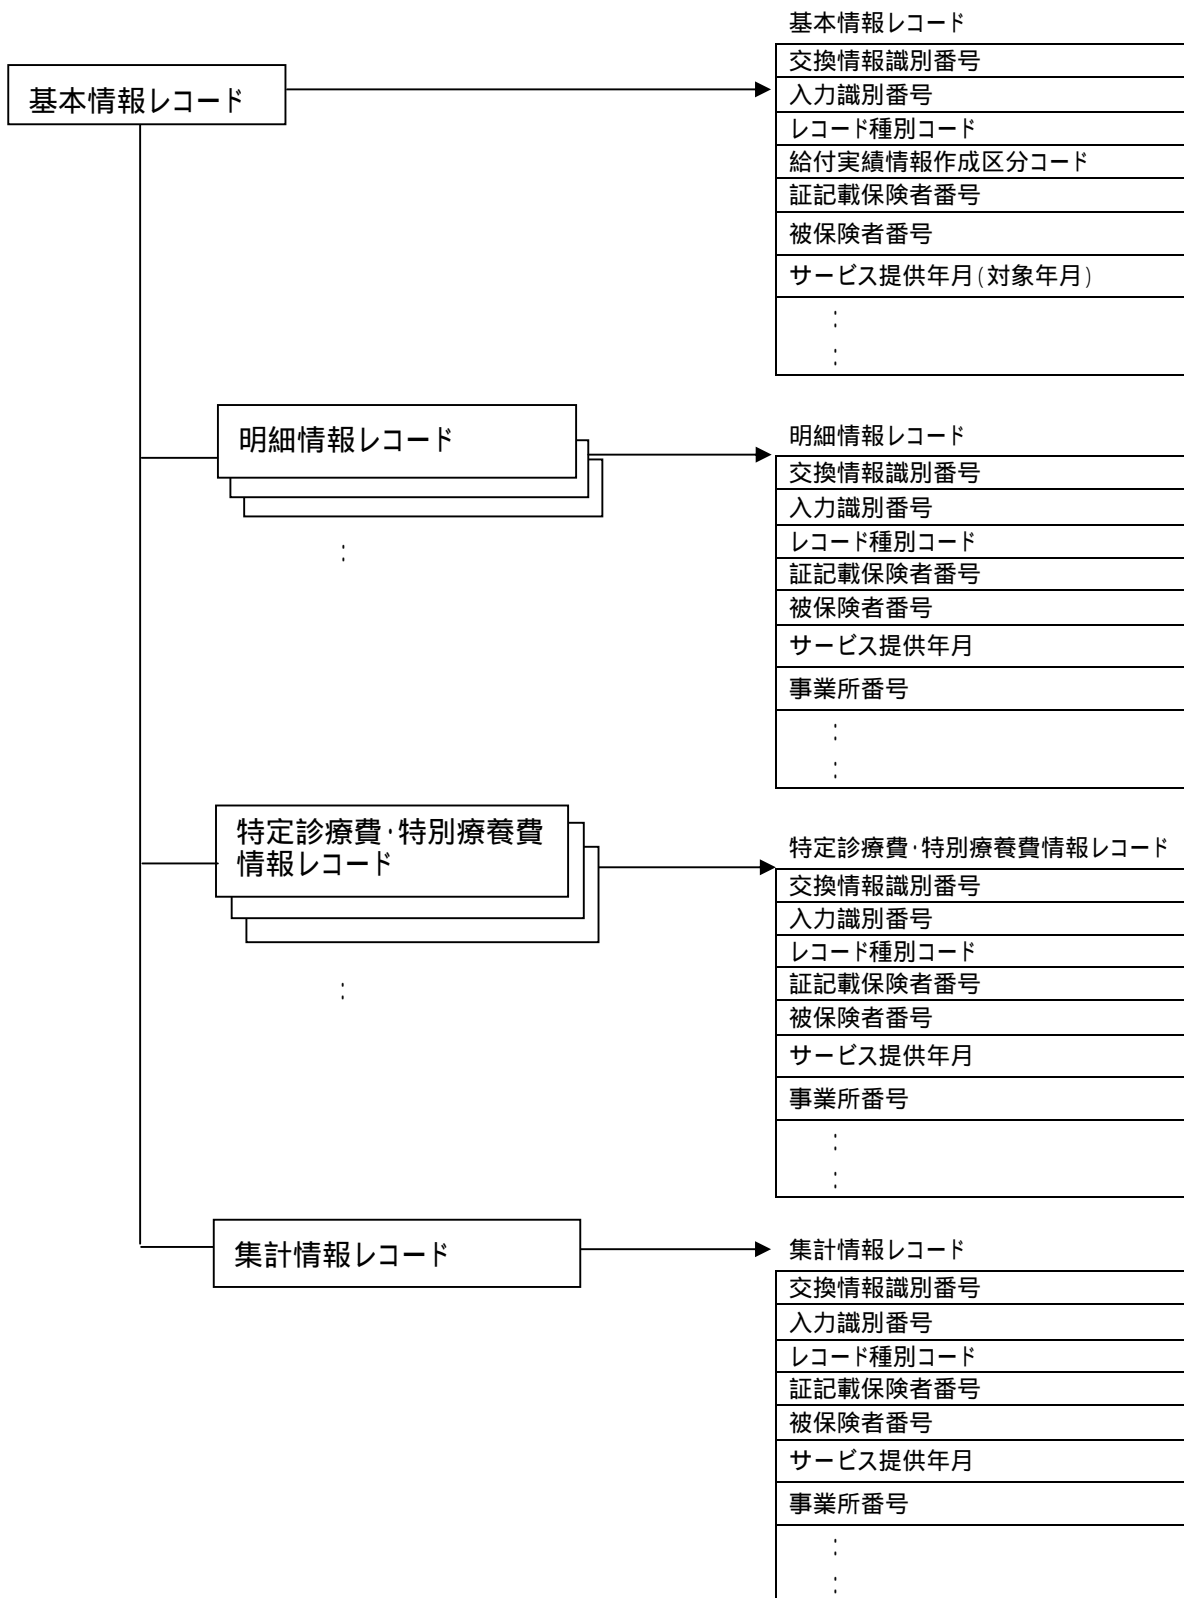 基本情報レコード
基本情報レコード
交換情報識別番号
入力識別番号
レコード種別コード
給付実績情報作成区分コード
証記載保険者番号
被保険者番号
サービス提供年月(対象年月)
:
:
明細情報レコード
:
明細情報レコード
交換情報識別番号
入力識別番号
レコード種別コード
証記載保険者番号
被保険者番号
サービス提供年月
事業所番号
:
:
特定診療費・特別療養費
情報レコード
:
特定診療費・特別療養費情報レコード
交換情報識別番号
入力識別番号
レコード種別コード
証記載保険者番号
被保険者番号
サービス提供年月
事業所番号
:
:
集計情報レコード
集計情報レコード
交換情報識別番号
入力識別番号
レコード種別コード
証記載保険者番号
被保険者番号
サービス提供年月
事業所番号
:
: